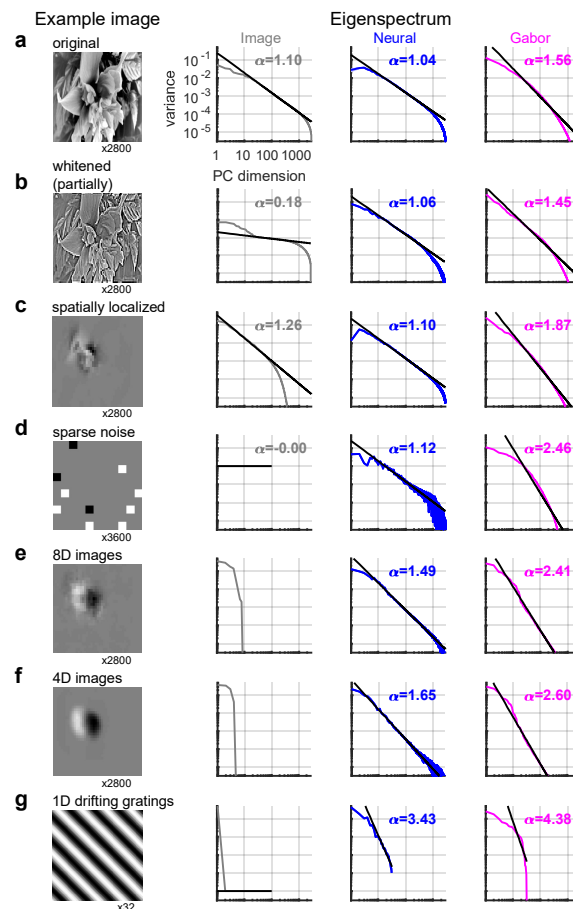 Example image
Eigenspectrum
Image
Neural
Gabor
a
original
x2800
variance
10⁻¹
10⁻²
10⁻³
10⁻⁴
10⁻⁵
1 10 100 1000
PC dimension
α=1.10
α=1.04
α=1.56
b
whitened
(partially)
x2800
α=0.18
α=1.06
α=1.45
c
spatially localized
x2800
α=1.26
α=1.10
α=1.87
d
sparse noise
x3600
α=-0.00
α=1.12
α=2.46
e
8D images
x2800
α=1.49
α=2.41
f
4D images
x2800
α=1.65
α=2.60
g
1D drifting gratings
x32
α=3.43
α=4.38